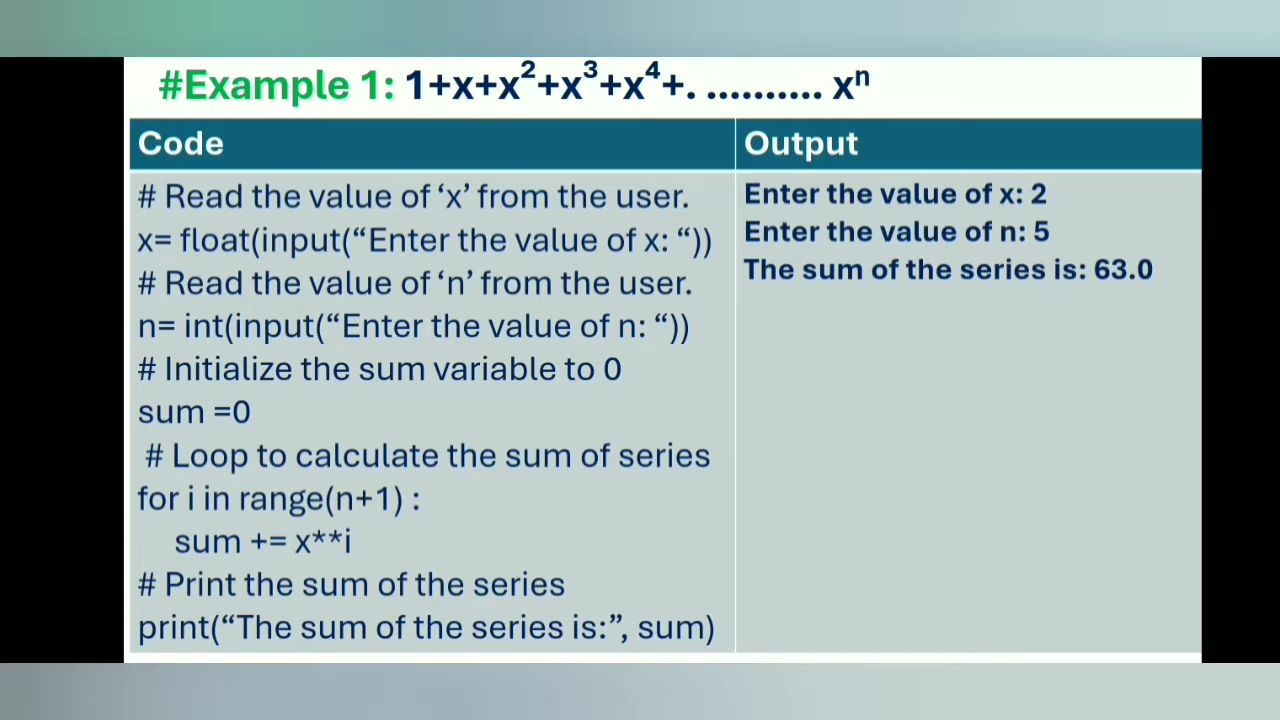 #Example 1: 1+x+x²+x³+x⁴+. .......... xⁿ
Code
Output
# Read the value of ‘x’ from the user.
x= float(input(“Enter the value of x: “))
# Read the value of ‘n’ from the user.
n= int(input(“Enter the value of n: “))
# Initialize the sum variable to 0
sum =0
# Loop to calculate the sum of series
for i in range(n+1) :
sum += x**i
# Print the sum of the series
print(“The sum of the series is:”, sum)
Enter the value of x: 2
Enter the value of n: 5
The sum of the series is: 63.0